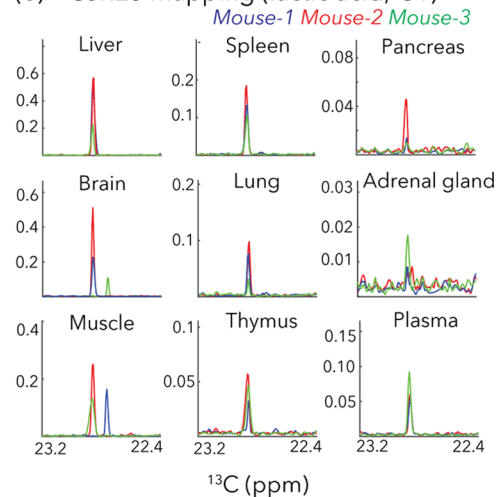 Mouse-1 Mouse-2 Mouse-3
Liver Spleen Pancreas
0.6 0.2 0.08
0.4 0.1 0.04
0.2
Brain Lung Adrenal gland
0.6 0.2 0.03
0.4 0.1 0.02
0.2 0.01
Muscle Thymus Plasma
0.4 0.1 0.15
0.2 0.05 0.10
0.05
23.2 22.4 23.2 22.4 23.2 22.4
¹³C (ppm)